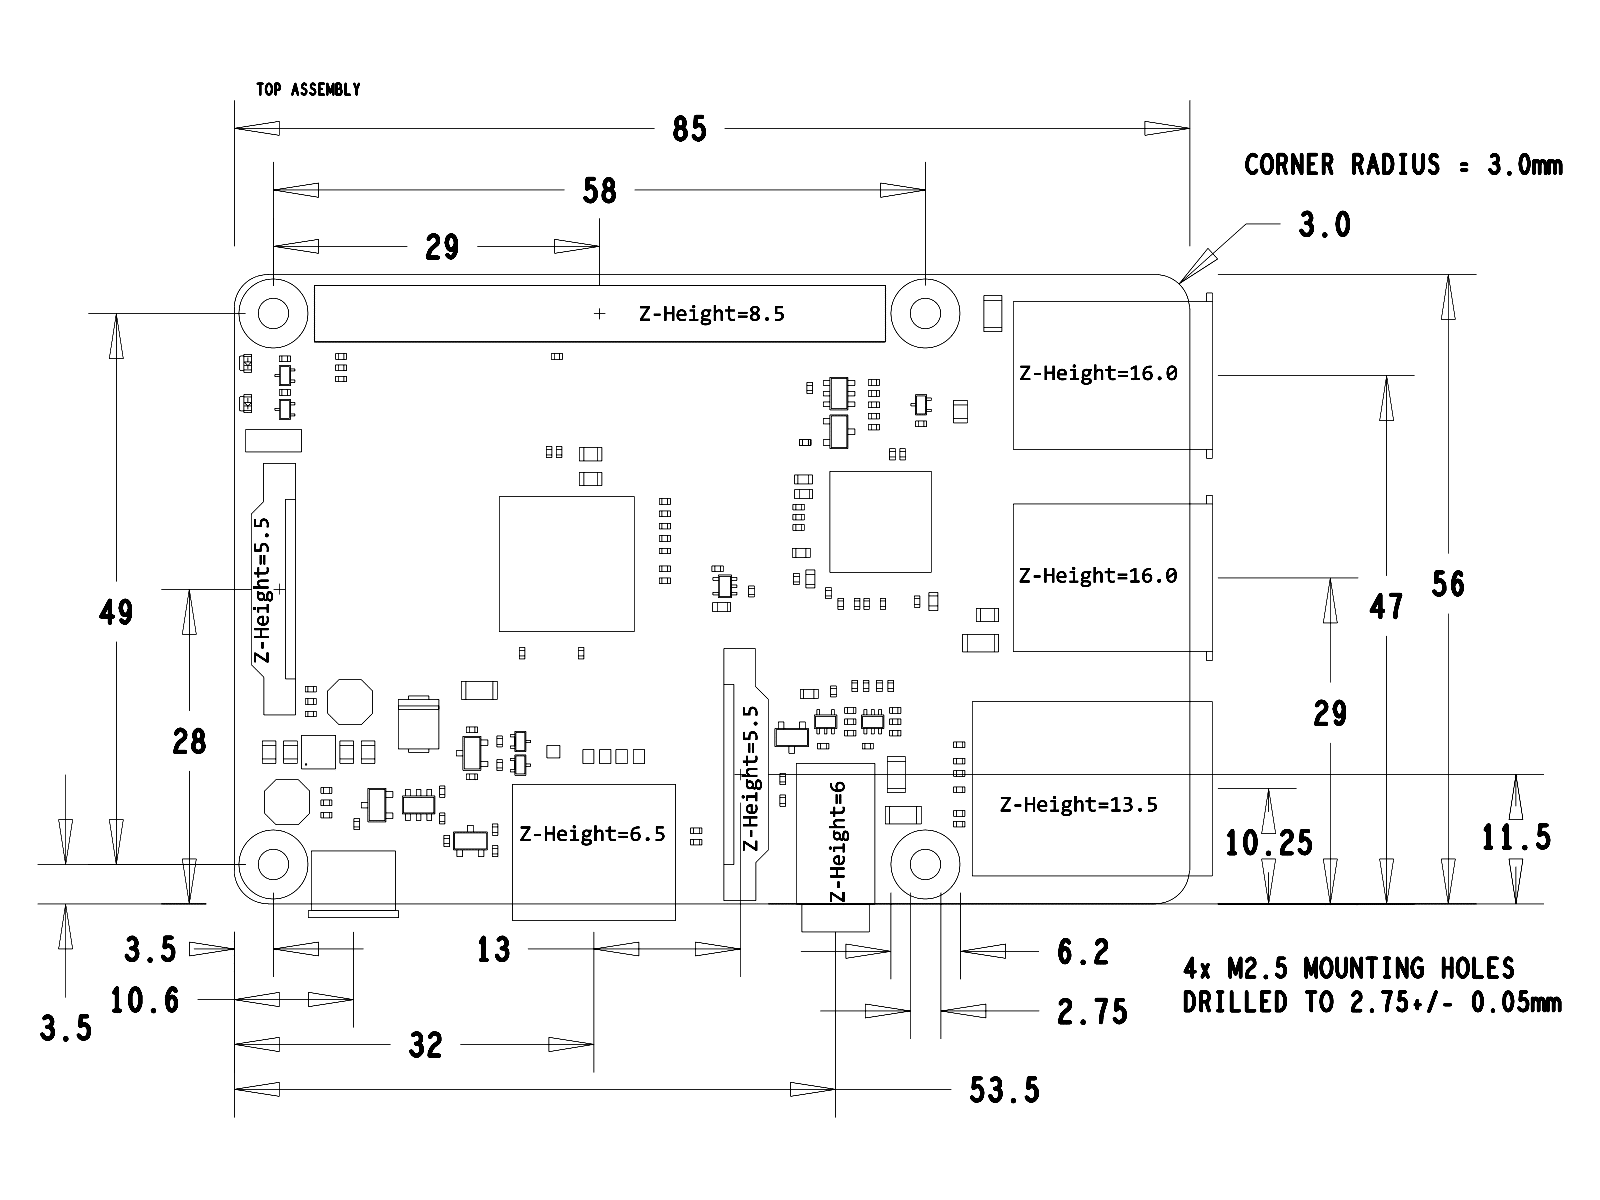 TOP ASSEMBLY
85
CORNER RADIUS = 3.0mm
58
3.0
29
Z-Height=8.5
Z-Height=16.0
Z-Height=5.5
Z-Height=16.0
49
56
47
29
28
Z-Height=5.5
Z-Height=13.5
Z-Height=6.5
Z-Height=6
10.25
11.5
3.5
13
6.2
4x M2.5 MOUNTING HOLES
DRILLED TO 2.75+/- 0.05mm
10.6
2.75
3.5
32
53.5